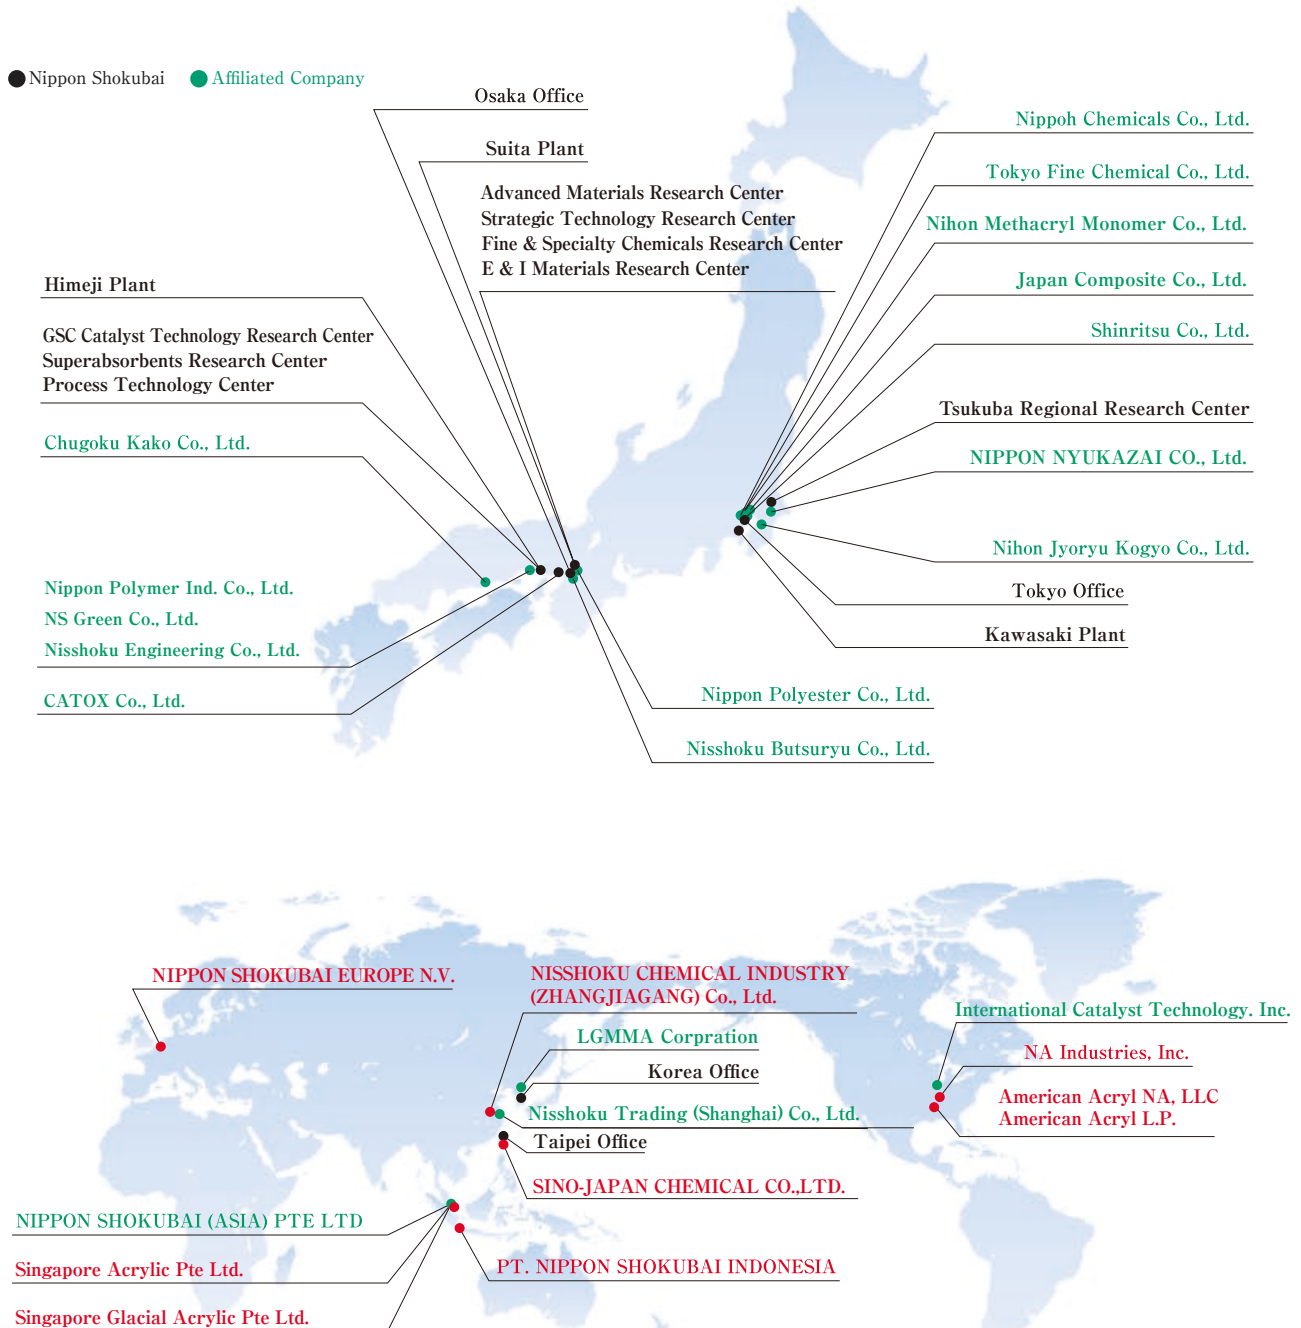 Nippon Shokubai
Affiliated Company
Osaka Office
Suita Plant
Advanced Materials Research Center
Strategic Technology Research Center
Fine & Specialty Chemicals Research Center
E & I Materials Research Center
Himeji Plant
GSC Catalyst Technology Research Center
Superabsorbents Research Center
Process Technology Center
Chugoku Kako Co., Ltd.
Nippon Polymer Ind. Co., Ltd.
NS Green Co., Ltd.
Nisshoku Engineering Co., Ltd.
CATOX Co., Ltd.
Nippoh Chemicals Co., Ltd.
Tokyo Fine Chemical Co., Ltd.
Nihon Methacryl Monomer Co., Ltd.
Japan Composite Co., Ltd.
Shinritsu Co., Ltd.
Tsukuba Regional Research Center
NIPPON NYUKAZAI CO., Ltd.
Nihon Jyoryu Kogyo Co., Ltd.
Tokyo Office
Kawasaki Plant
Nippon Polyester Co., Ltd.
Nisshoku Butsuryu Co., Ltd.
NIPPON SHOKUBAI EUROPE N.V.
NISSHOKU CHEMICAL INDUSTRY
(ZHANGJIAGANG) Co., Ltd.
LGMMA Corpration
Korea Office
Nisshoku Trading (Shanghai) Co., Ltd.
Taipei Office
SINO-JAPAN CHEMICAL CO.,LTD.
International Catalyst Technology. Inc.
NA Industries, Inc.
American Acryl NA, LLC
American Acryl L.P.
NIPPON SHOKUBAI (ASIA) PTE LTD
Singapore Acrylic Pte Ltd.
Singapore Glacial Acrylic Pte Ltd.
PT. NIPPON SHOKUBAI INDONESIA